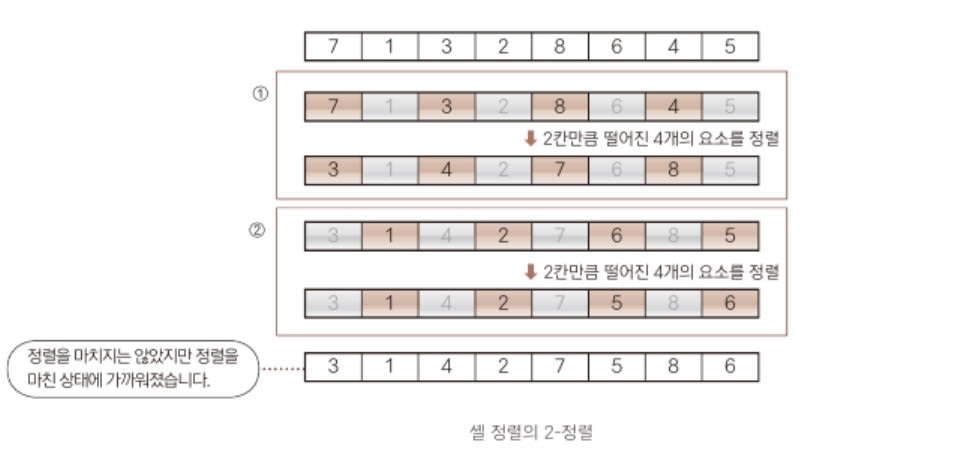 7 1 3 2 8 6 4 5
①
7 1 3 2 8 6 4 5
2칸만큼 떨어진 4개의 요소를 정렬
3 1 4 2 7 6 8 5
②
3 1 4 2 7 6 8 5
2칸만큼 떨어진 4개의 요소를 정렬
3 1 4 2 7 5 8 6
정렬을 마치지는 않았지만 정렬을
마친 상태에 가까워졌습니다.
3 1 4 2 7 5 8 6
셸 정렬의 2-정렬